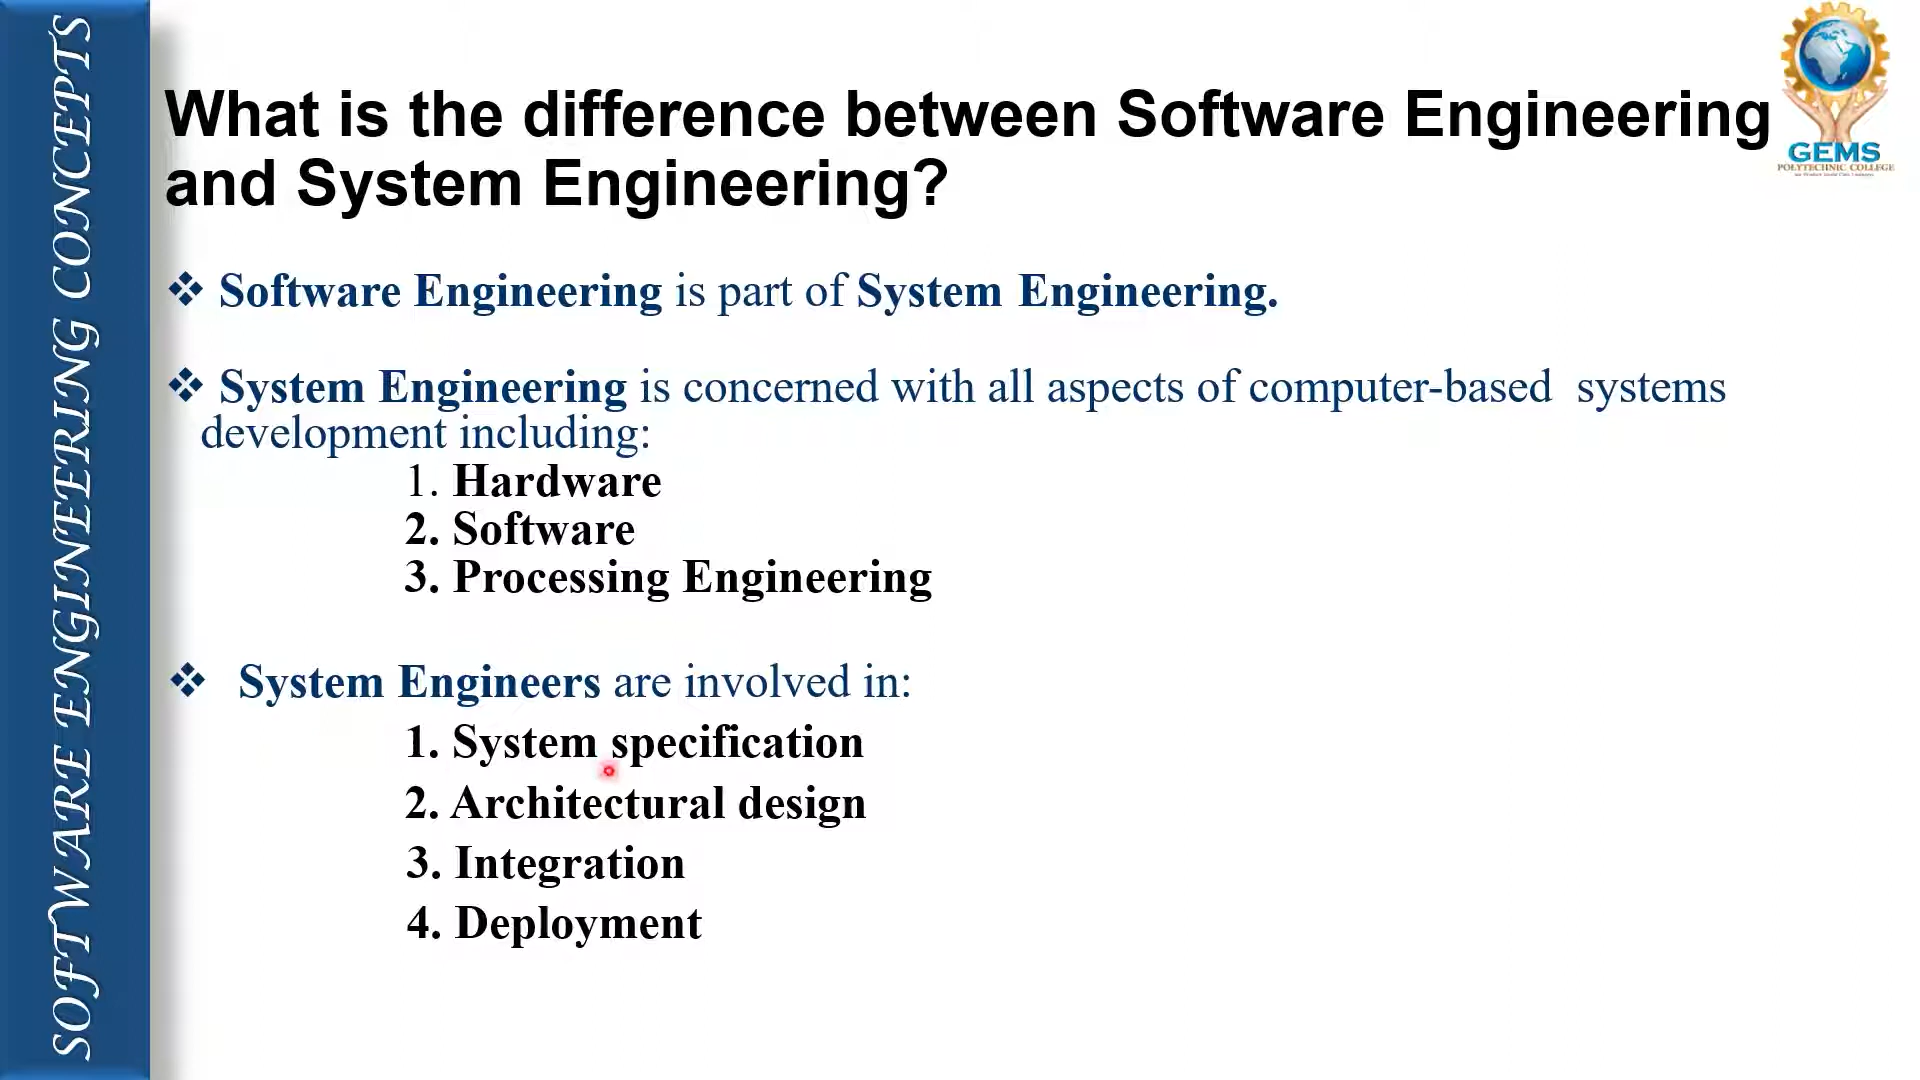 SOFTWARE ENGINEERING CONCEPTS
What is the difference between Software Engineering
and System Engineering?
GEMS
POLYTECHNIC COLLEGE
❖ Software Engineering is part of System Engineering.
❖ System Engineering is concerned with all aspects of computer-based systems
development including:
1. Hardware
2. Software
3. Processing Engineering
❖ System Engineers are involved in:
1. System specification
2. Architectural design
3. Integration
4. Deployment